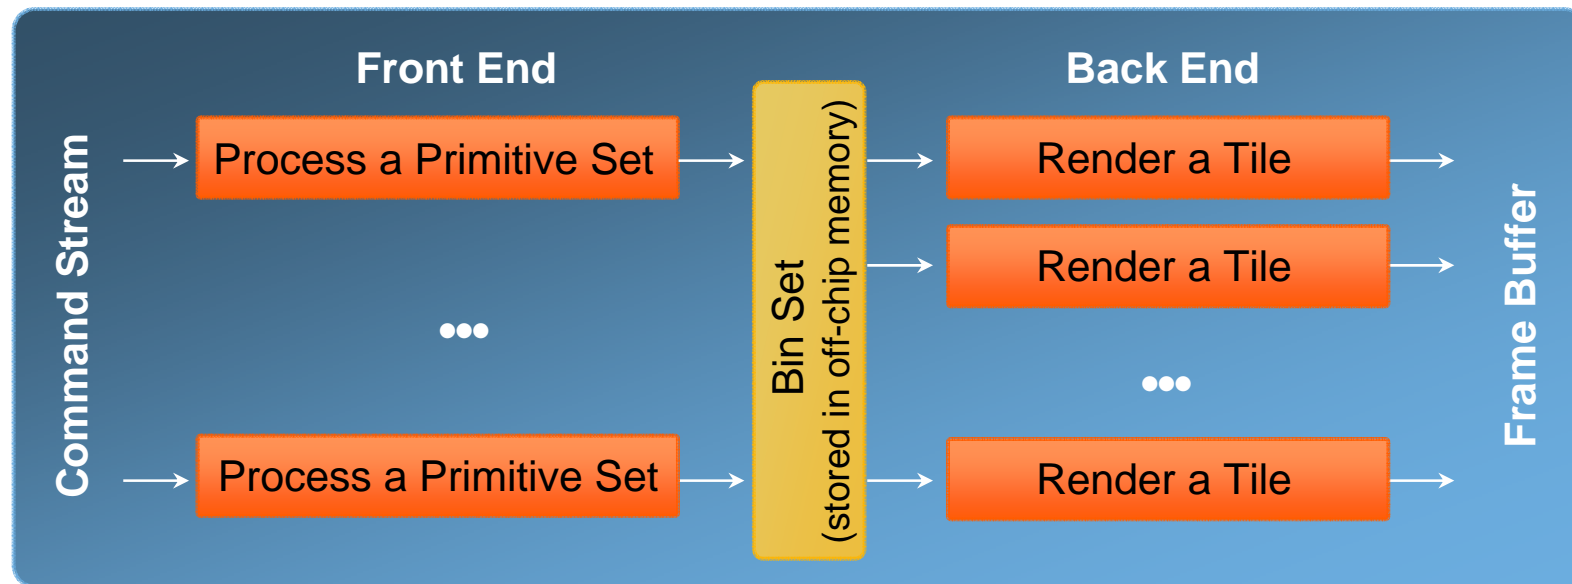 Front End
Back End
Command Stream
Process a Primitive Set
•••
Process a Primitive Set
Bin Set
(stored in off-chip memory)
Render a Tile
Render a Tile
•••
Render a Tile
Frame Buffer